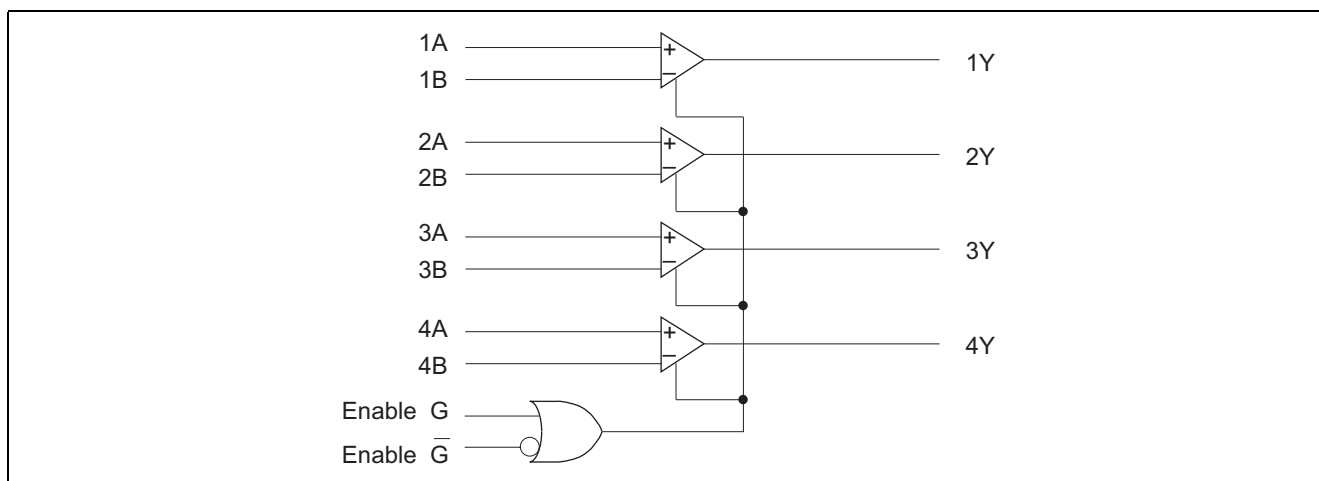 1A
1B
1Y
2A
2B
2Y
3A
3B
3Y
4A
4B
4Y
Enable G
Enable G̅
+
−
+
−
+
−
+
−